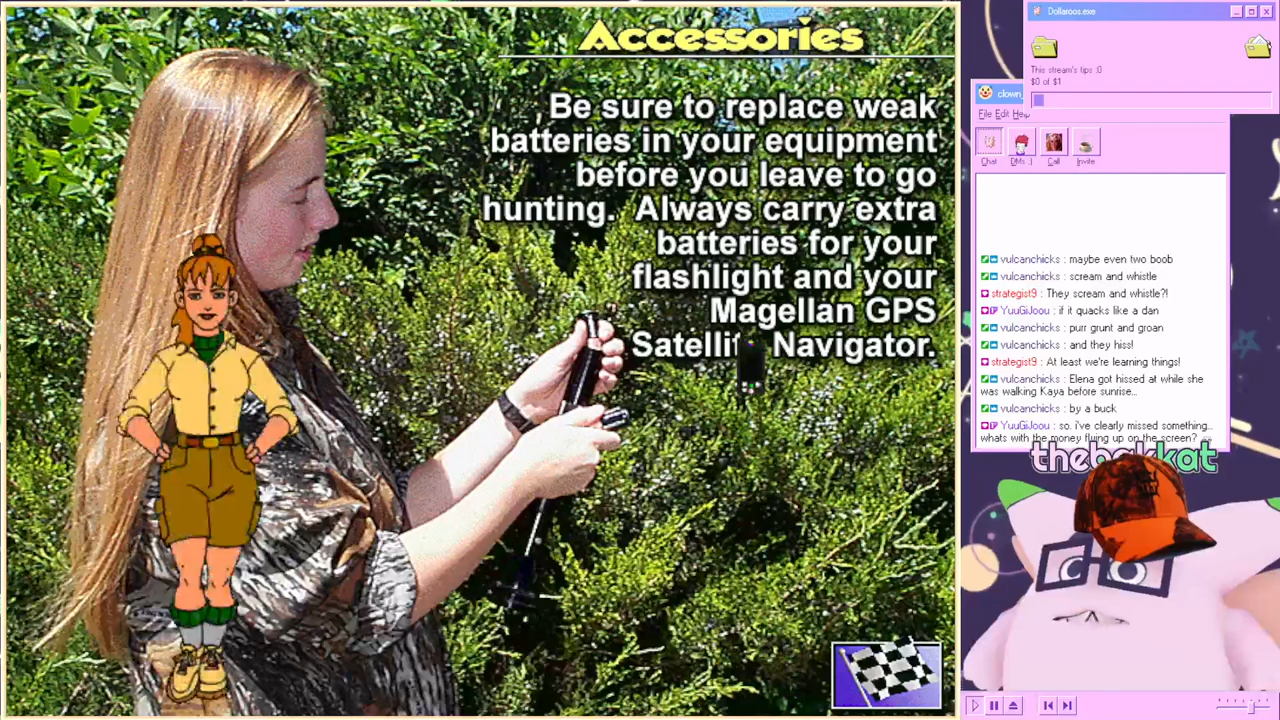 Accessories
Be sure to replace weak
batteries in your equipment
before you leave to go
hunting. Always carry extra
batteries for your
flashlight and your
Magellan GPS
Satellite Navigator.
Dollaroos.exe
This stream's tips :0
$0 of $1
clown_
File Edit Help
Chat
DMs :)
Call
Invite
vulcanchicks : maybe even two boob
vulcanchicks : scream and whistle
strategist9 : They scream and whistle?!
YuuGiJoou : if it quacks like a dan
vulcanchicks : purr grunt and groan
vulcanchicks : and they hiss!
strategist9 : At least we're learning things!
vulcanchicks : Elena got hissed at while she
was walking Kaya before sunrise...
vulcanchicks : by a buck
YuuGiJoou : so. i've clearly missed something...
whats with the money flying up on the screen?
thebakkat